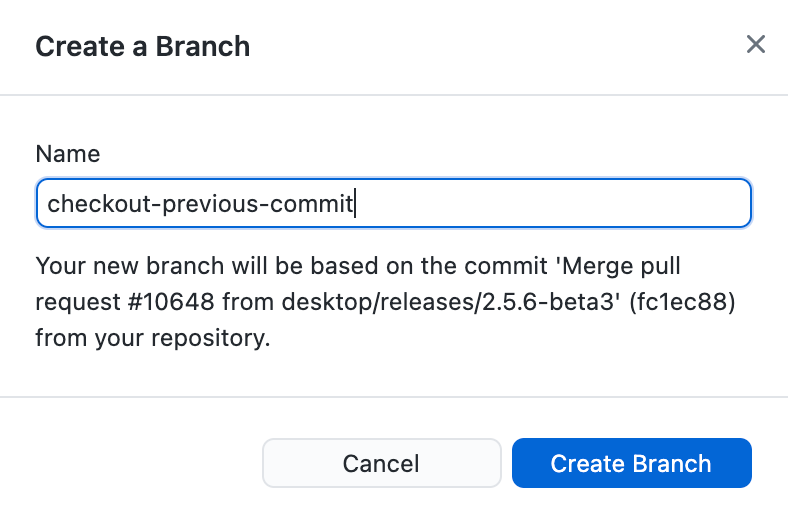 Create a Branch
Name
checkout-previous-commit
Your new branch will be based on the commit 'Merge pull
request #10648 from desktop/releases/2.5.6-beta3' (fc1ec88)
from your repository.
Cancel
Create Branch